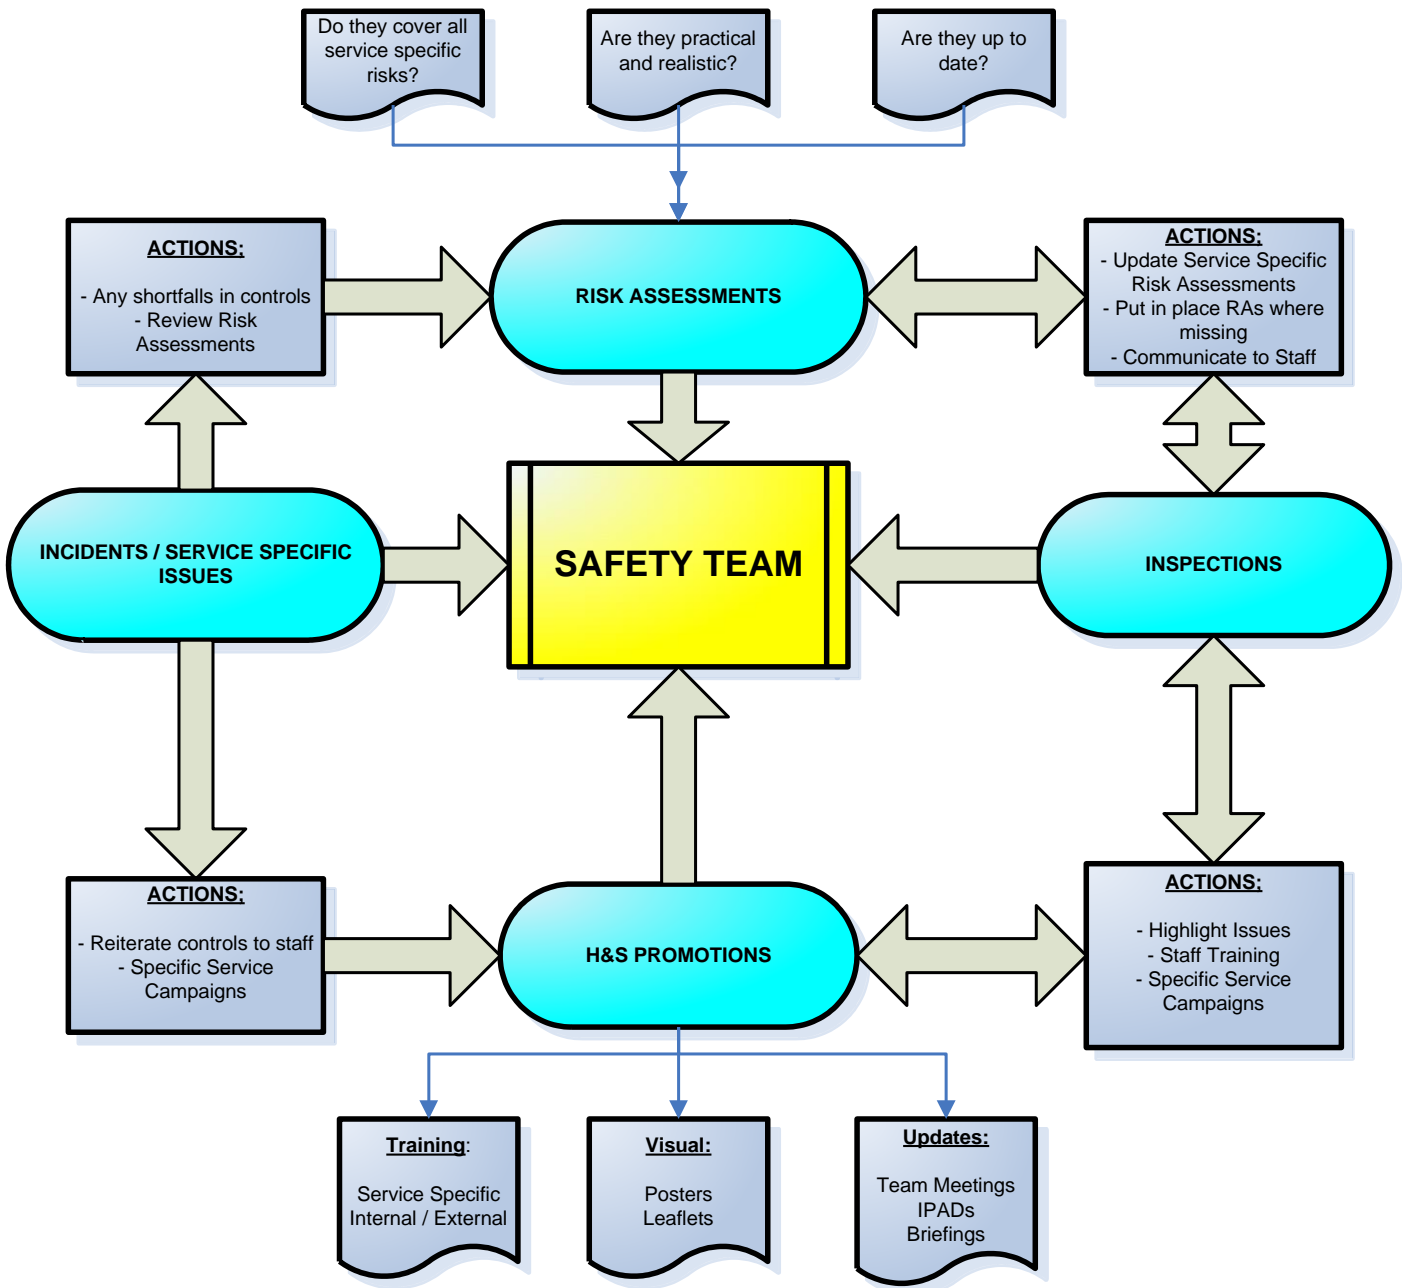 Do they cover all
service specific
risks?
Are they practical
and realistic?
Are they up to
date?
ACTIONS:
- Any shortfalls in controls
- Review Risk
Assessments
RISK ASSESSMENTS
ACTIONS:
- Update Service Specific
Risk Assessments
- Put in place RAs where
missing
- Communicate to Staff
INCIDENTS / SERVICE SPECIFIC
ISSUES
SAFETY TEAM
INSPECTIONS
ACTIONS:
- Reiterate controls to staff
- Specific Service
Campaigns
H&S PROMOTIONS
ACTIONS:
- Highlight Issues
- Staff Training
- Specific Service
Campaigns
Training:
Service Specific
Internal / External
Visual:
Posters
Leaflets
Updates:
Team Meetings
IPADs
Briefings